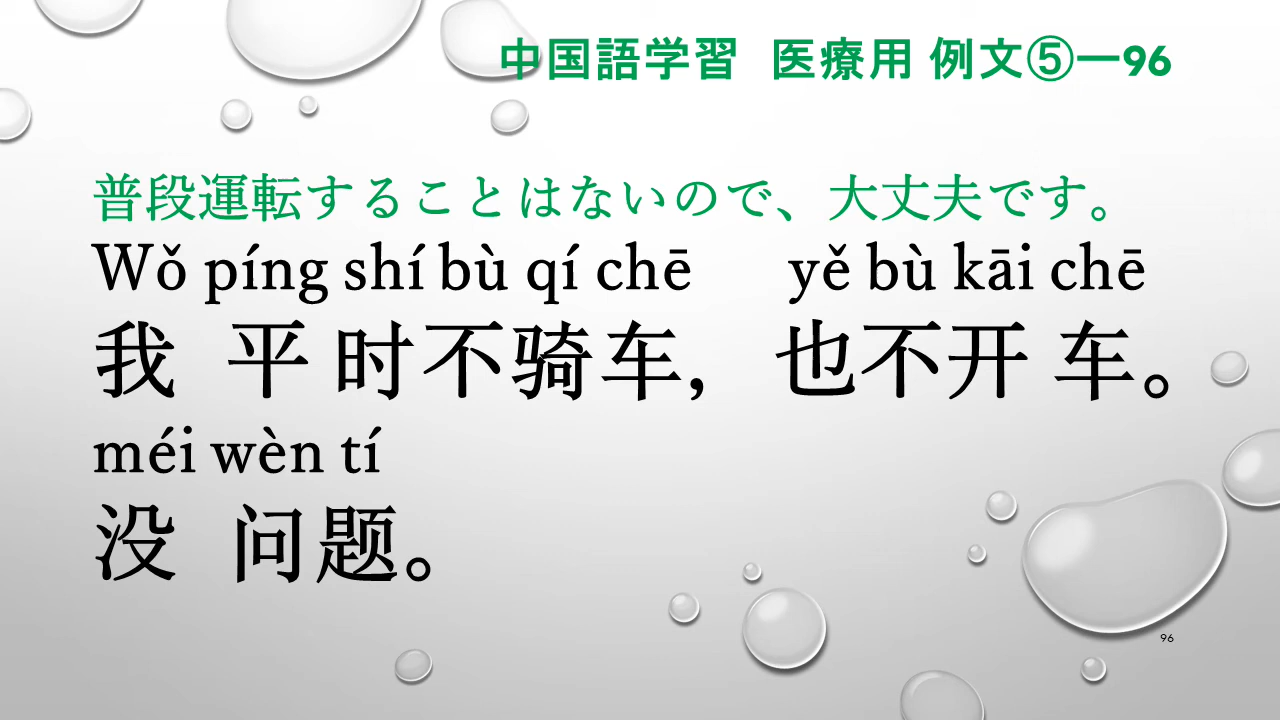 中国語学習 医療用 例文⑤ー96
普段運転することはないので、大丈夫です。
Wǒ píng shí bù qí chē yě bù kāi chē
我 平 时不骑车, 也不开 车。
méi wèn tí
没 问题。
96